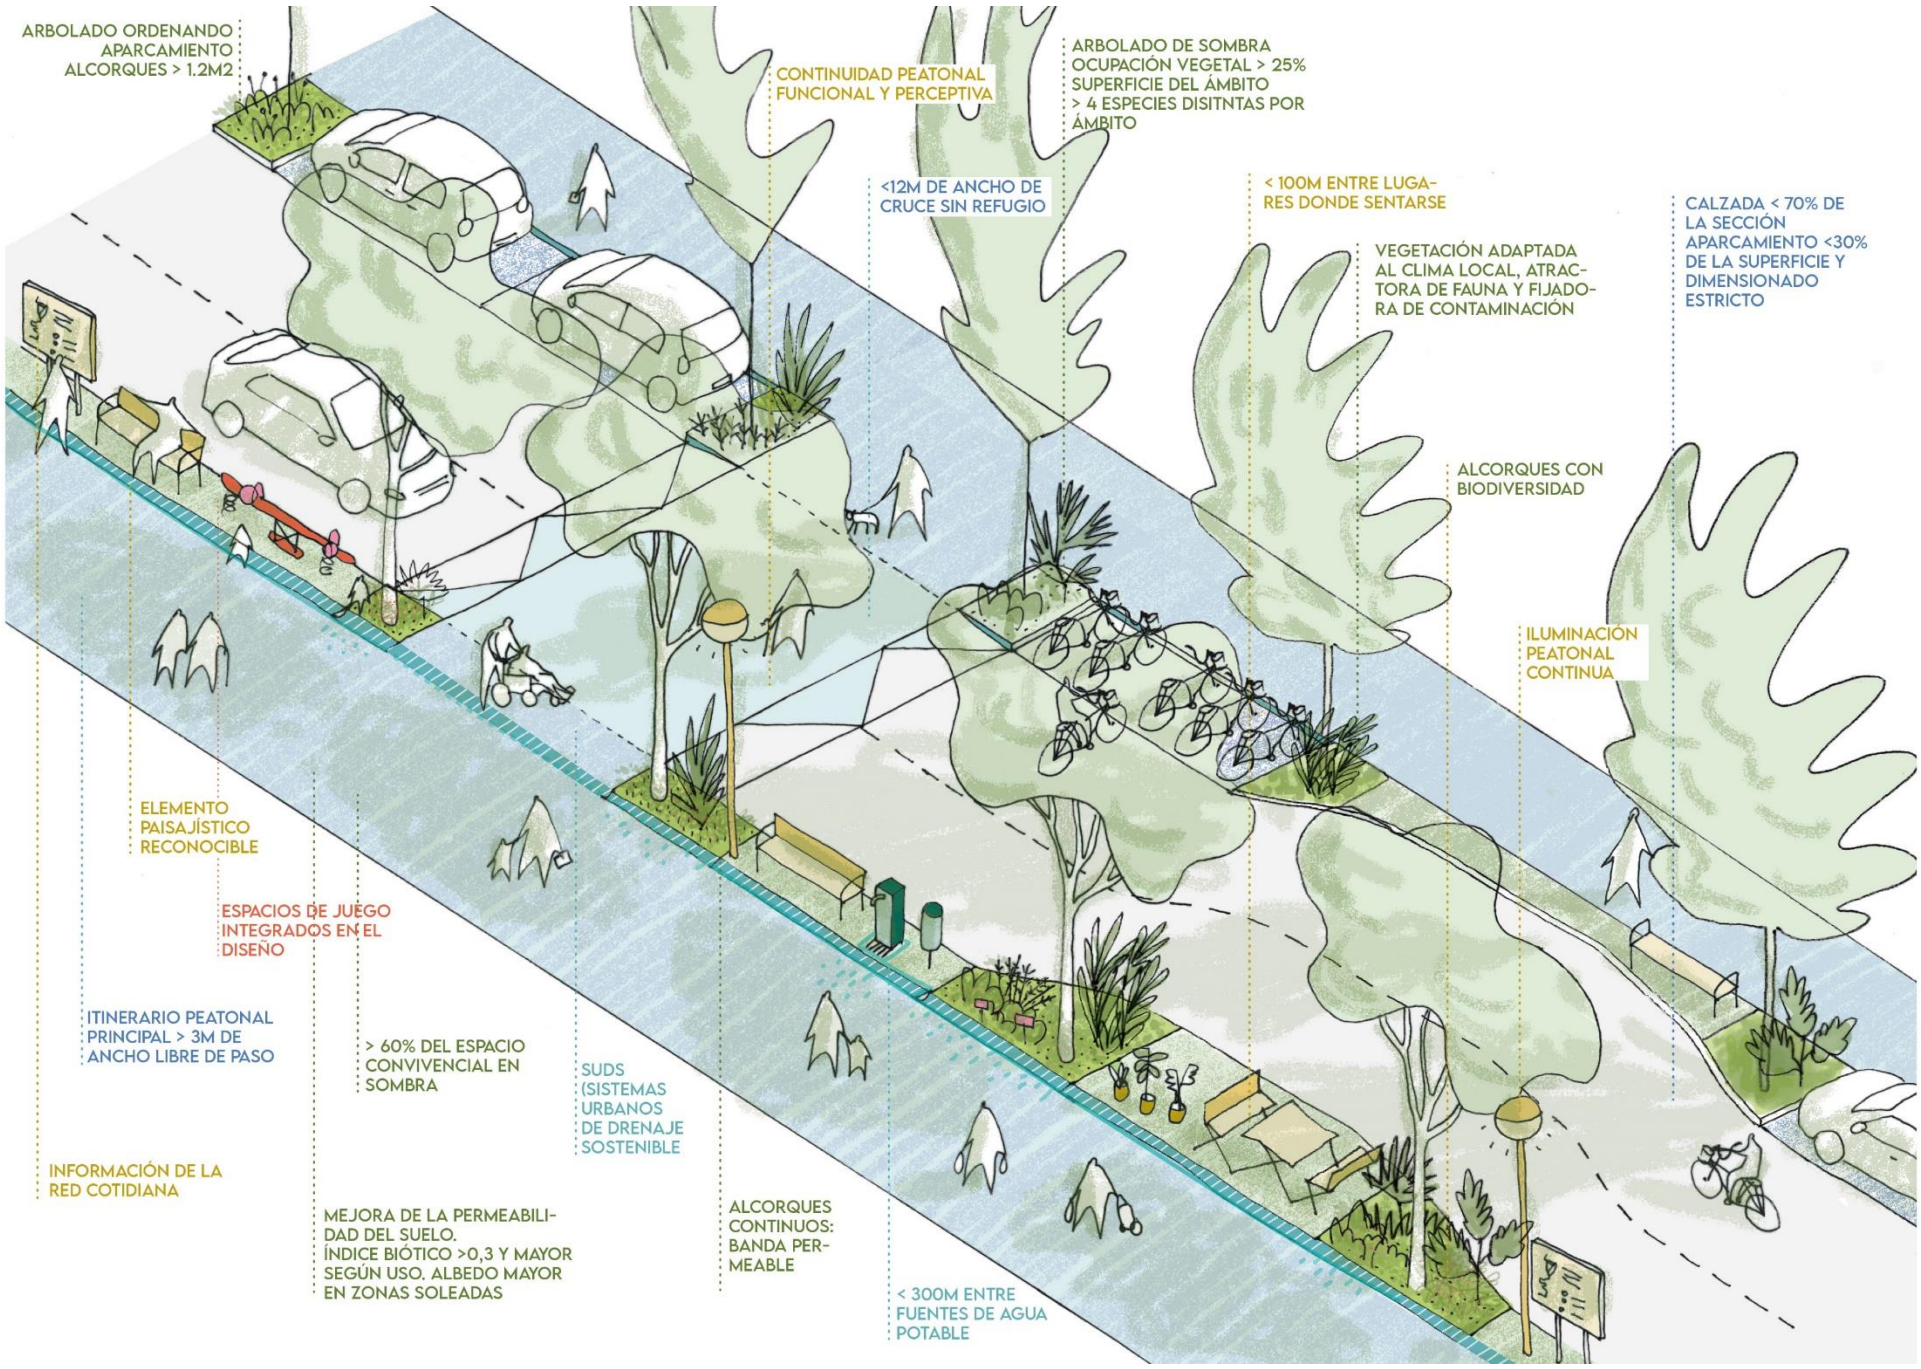 ARBOLADO ORDENANDO
APARCAMIENTO
ALCORQUES > 1.2M2
CONTINUIDAD PEATONAL
FUNCIONAL Y PERCEPTIVA
ARBOLADO DE SOMBRA
OCUPACIÓN VEGETAL > 25%
SUPERFICIE DEL ÁMBITO
> 4 ESPECIES DISITNTAS POR
ÁMBITO
<12M DE ANCHO DE
CRUCE SIN REFUGIO
< 100M ENTRE LUGA-
RES DONDE SENTARSE
CALZADA < 70% DE
LA SECCIÓN
APARCAMIENTO <30%
DE LA SUPERFICIE Y
DIMENSIONADO
ESTRICTO
VEGETACIÓN ADAPTADA
AL CLIMA LOCAL, ATRAC-
TORA DE FAUNA Y FIJADO-
RA DE CONTAMINACIÓN
ALCORQUES CON
BIODIVERSIDAD
ILUMINACIÓN
PEATONAL
CONTINUA
ELEMENTO
PAISAJÍSTICO
RECONOCIBLE
ESPACIOS DE JUEGO
INTEGRADOS EN EL
DISEÑO
ITINERARIO PEATONAL
PRINCIPAL > 3M DE
ANCHO LIBRE DE PASO
> 60% DEL ESPACIO
CONVIVENCIAL EN
SOMBRA
SUDS
(SISTEMAS
URBANOS
DE DRENAJE
SOSTENIBLE
INFORMACIÓN DE LA
RED COTIDIANA
MEJORA DE LA PERMEABILI-
DAD DEL SUELO.
ÍNDICE BIÓTICO >0,3 Y MAYOR
SEGÚN USO. ALBEDO MAYOR
EN ZONAS SOLEADAS
ALCORQUES
CONTINUOS:
BANDA PER-
MEABLE
< 300M ENTRE
FUENTES DE AGUA
POTABLE